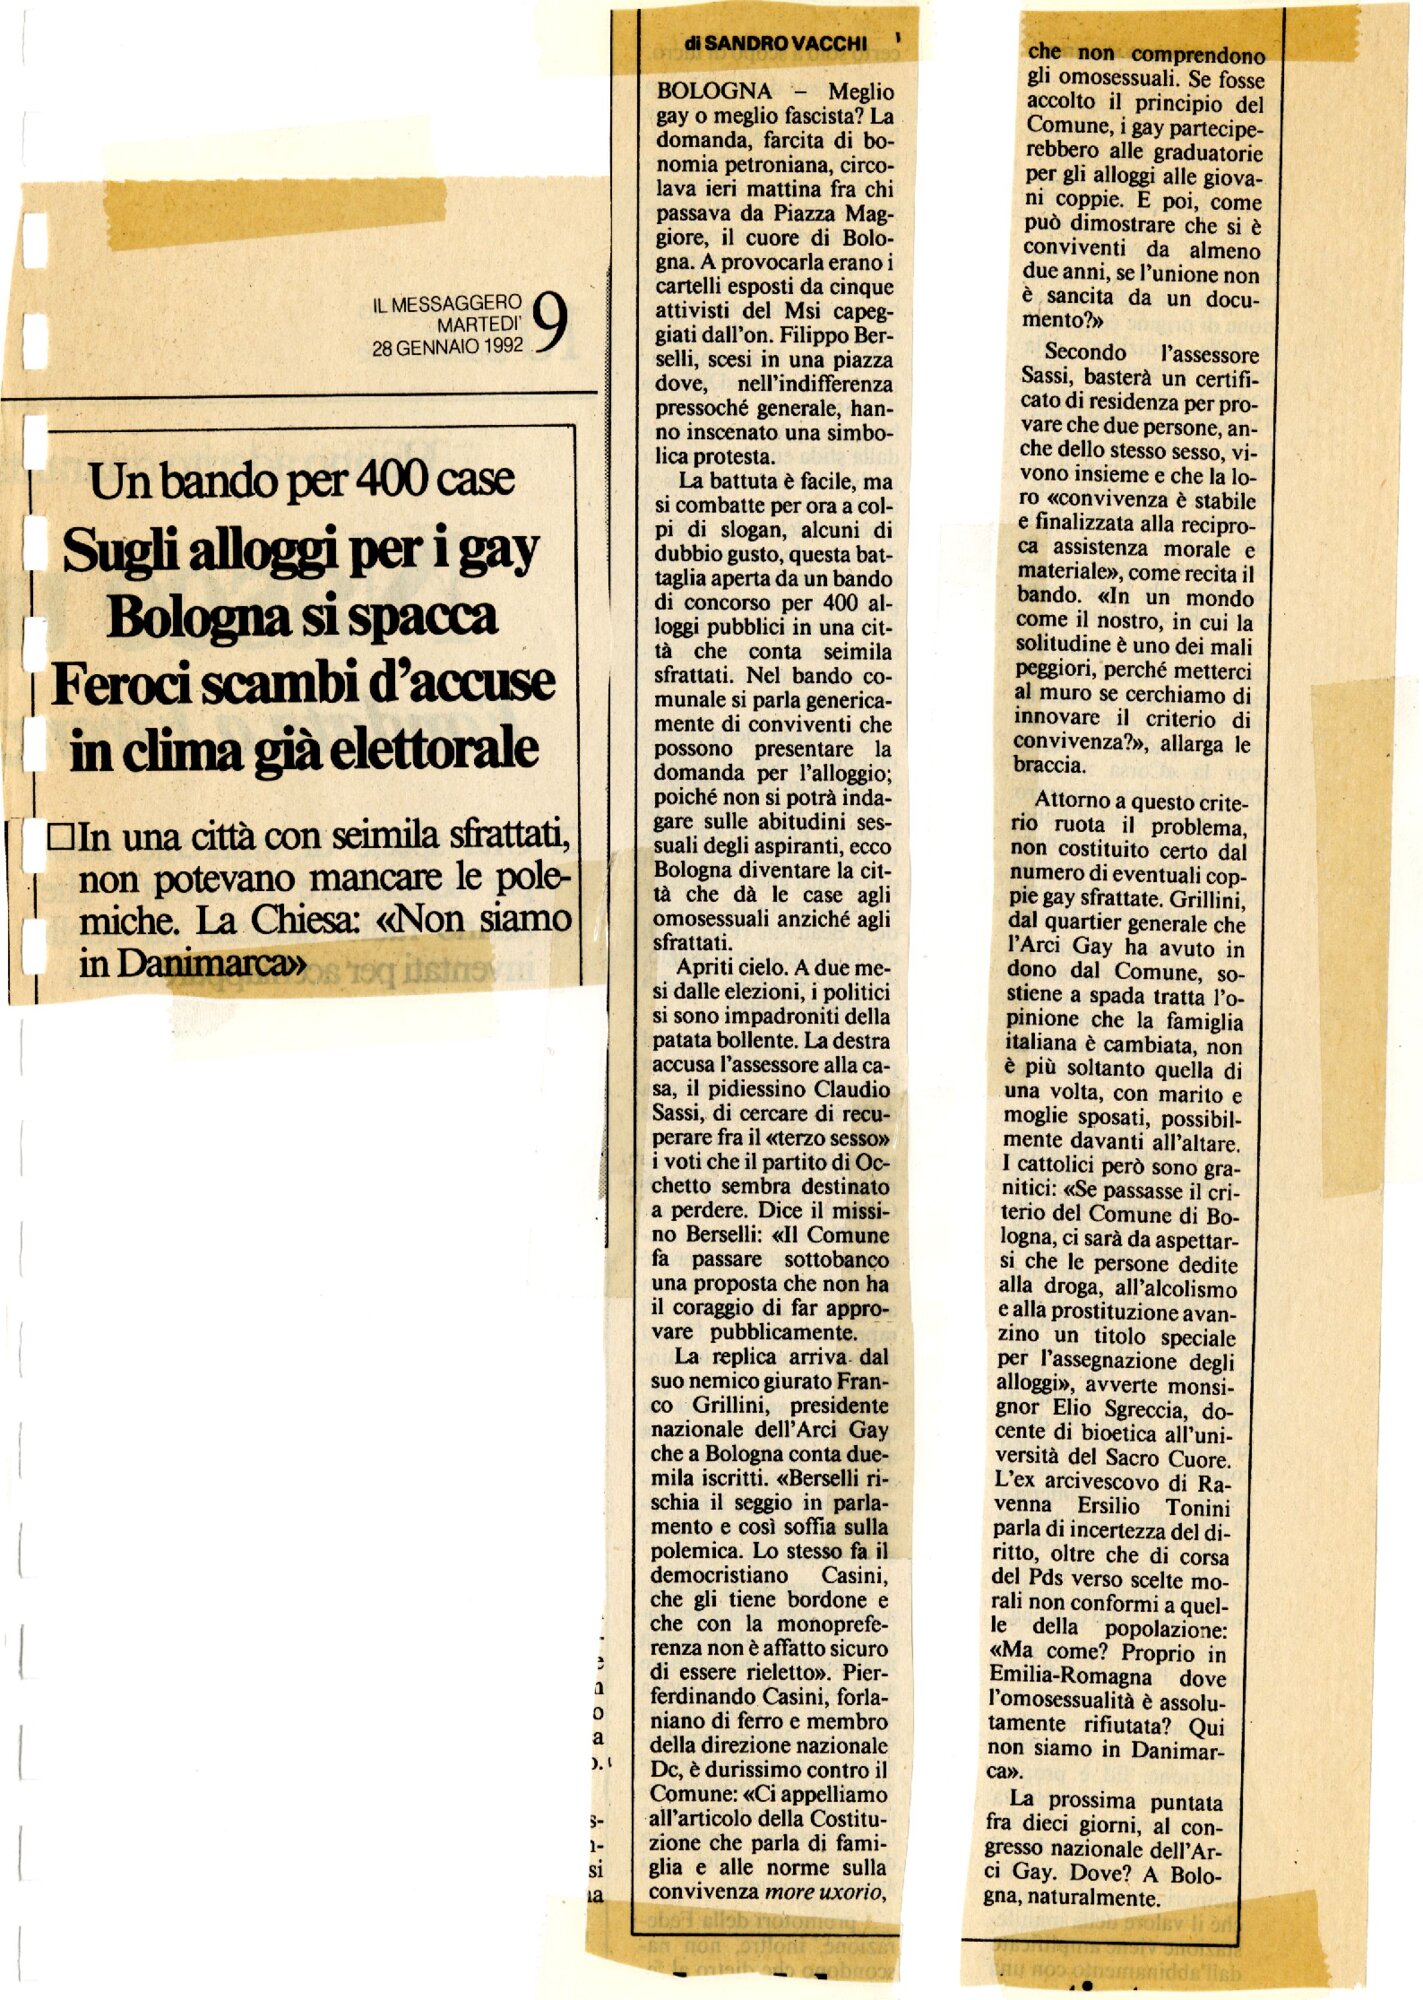 IL MESSAGGERO
MARTEDI'
28 GENNAIO 1992
9
Un bando per 400 case
Sugli alloggi per i gay
Bologna si spacca
Feroci scambi d'accuse
in clima già elettorale
□In una città con seimila sfrattati,
non potevano mancare le pole-
miche. La Chiesa: «Non siamo
in Danimarca»
di SANDRO VACCHI
BOLOGNA – Meglio
gay o meglio fascista? La
domanda, farcita di bo-
nomia petroniana, circo-
lava ieri mattina fra chi
passava da Piazza Mag-
giore, il cuore di Bolo-
gna. A provocarla erano i
cartelli esposti da cinque
attivisti del Msi capeg-
giati dall'on. Filippo Ber-
selli, scesi in una piazza
dove, nell'indifferenza
pressoché generale, han-
no inscenato una simbo-
lica protesta.
La battuta è facile, ma
si combatte per ora a col-
pi di slogan, alcuni di
dubbio gusto, questa bat-
taglia aperta da un bando
di concorso per 400 al-
loggi pubblici in una cit-
tà che conta seimila
sfrattati. Nel bando co-
munale si parla generica-
mente di conviventi che
possono presentare la
domanda per l'alloggio;
poiché non si potrà inda-
gare sulle abitudini ses-
suali degli aspiranti, ecco
Bologna diventare la cit-
tà che dà le case agli
omosessuali anziché agli
sfrattati.
Apriti cielo. A due me-
si dalle elezioni, i politici
si sono impadroniti della
patata bollente. La destra
accusa l'assessore alla ca-
sa, il pidiessino Claudio
Sassi, di cercare di recu-
perare fra il «terzo sesso»
i voti che il partito di Oc-
chetto sembra destinato
a perdere. Dice il missi-
no Berselli: «Il Comune
fa passare sottobanco
una proposta che non ha
il coraggio di far appro-
vare pubblicamente.
La replica arriva dal
suo nemico giurato Fran-
co Grillini, presidente
nazionale dell'Arci Gay
che a Bologna conta due-
mila iscritti. «Berselli ri-
schia il seggio in parla-
mento e così soffia sulla
polemica. Lo stesso fa il
democristiano Casini,
che gli tiene bordone e
che con la monoprefe-
renza non è affatto sicuro
di essere rieletto». Pier-
ferdinando Casini, forla-
niano di ferro e membro
della direzione nazionale
Dc, è durissimo contro il
Comune: «Ci appelliamo
all'articolo della Costitu-
zione che parla di fami-
glia e alle norme sulla
convivenza more uxorio,
che non comprendono
gli omosessuali. Se fosse
accolto il principio del
Comune, i gay partecipe-
rebbero alle graduatorie
per gli alloggi alle giova-
ni coppie. E poi, come
può dimostrare che si è
conviventi da almeno
due anni, se l'unione non
è sancita da un docu-
mento?»
Secondo l'assessore
Sassi, basterà un certifi-
cato di residenza per pro-
vare che due persone, an-
che dello stesso sesso, vi-
vono insieme e che la lo-
ro «convivenza è stabile
e finalizzata alla recipro-
ca assistenza morale e
materiale», come recita il
bando. «In un mondo
come il nostro, in cui la
solitudine è uno dei mali
peggiori, perché metterci
al muro se cerchiamo di
innovare il criterio di
convivenza?», allarga le
braccia.
Attorno a questo crite-
rio ruota il problema,
non costituito certo dal
numero di eventuali cop-
pie gay sfrattate. Grillini,
dal quartier generale che
l'Arci Gay ha avuto in
dono dal Comune, so-
stiene a spada tratta l'o-
pinione che la famiglia
italiana è cambiata, non
è più soltanto quella di
una volta, con marito e
moglie sposati, possibil-
mente davanti all'altare.
I cattolici però sono gra-
nitici: «Se passasse il cri-
terio del Comune di Bo-
logna, ci sarà da aspettar-
si che le persone dedite
alla droga, all'alcolismo
e alla prostituzione avan-
zino un titolo speciale
per l'assegnazione degli
alloggi», avverte monsi-
gnor Elio Sgreccia, do-
cente di bioetica all'uni-
versità del Sacro Cuore.
L'ex arcivescovo di Ra-
venna Ersilio Tonini
parla di incertezza del di-
ritto, oltre che di corsa
del Pds verso scelte mo-
rali non conformi a quel-
le della popolazione:
«Ma come? Proprio in
Emilia-Romagna dove
l'omosessualità è assolu-
tamente rifiutata? Qui
non siamo in Danimar-
ca».
La prossima puntata
fra dieci giorni, al con-
gresso nazionale dell'Ar-
ci Gay. Dove? A Bolo-
gna, naturalmente.